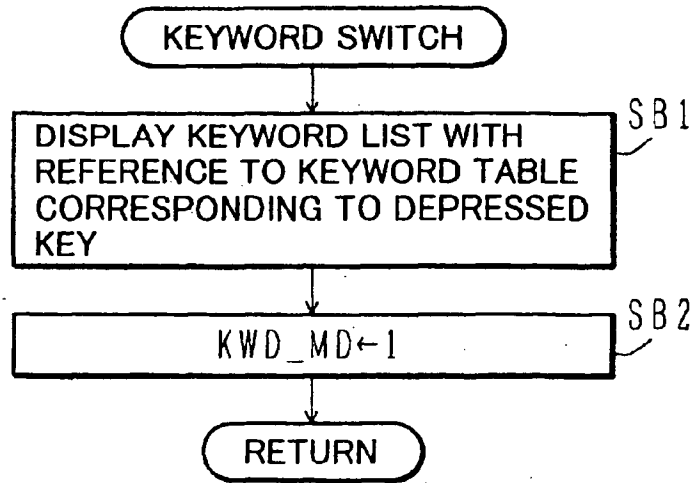 KEYWORD SWITCH
SB1
DISPLAY KEYWORD LIST WITH
REFERENCE TO KEYWORD TABLE
CORRESPONDING TO DEPRESSED
KEY
SB2
KWD_MD←1
RETURN